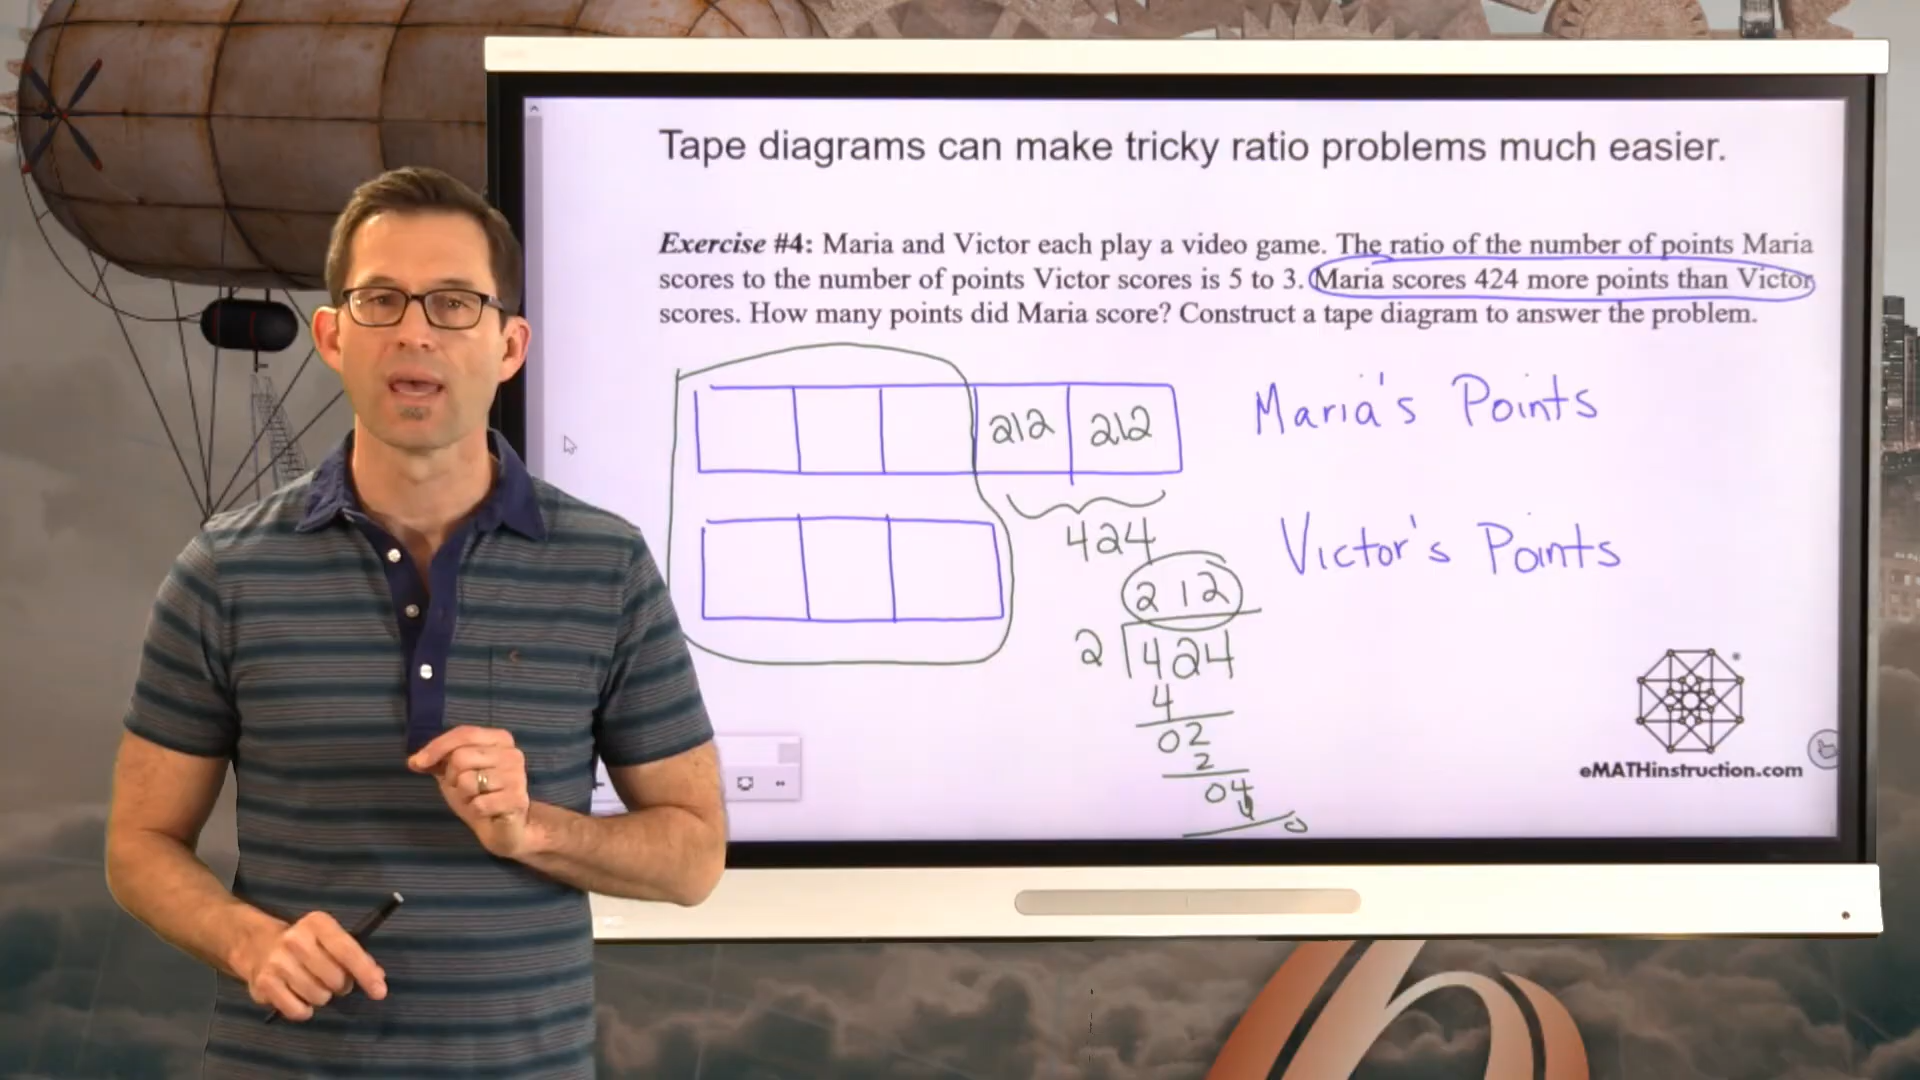 Tape diagrams can make tricky ratio problems much easier.
Exercise #4: Maria and Victor each play a video game. The ratio of the number of points Maria
scores to the number of points Victor scores is 5 to 3. Maria scores 424 more points than Victor
scores. How many points did Maria score? Construct a tape diagram to answer the problem.
212 212 Maria's Points
424 Victor's Points
212
2 424
4
02
2
04
4
0
eMATHinstruction.com
6